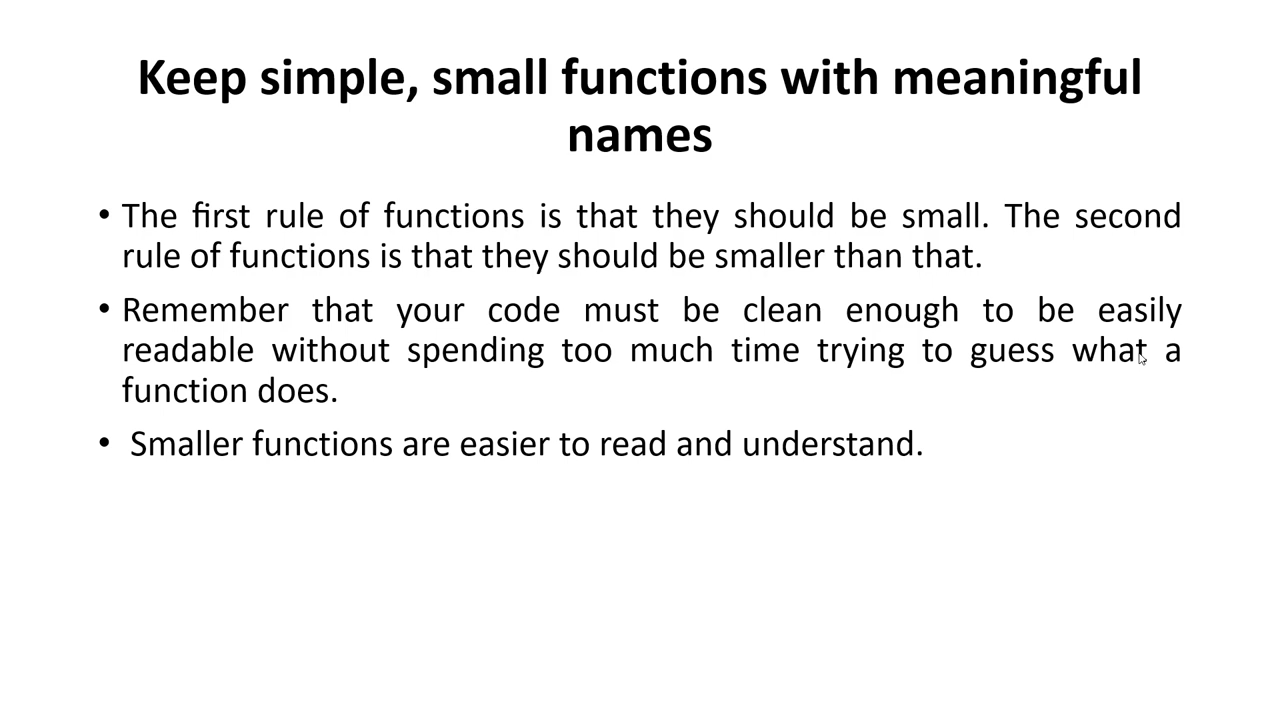 Keep simple, small functions with meaningful
names
• The first rule of functions is that they should be small. The second
rule of functions is that they should be smaller than that.
• Remember that your code must be clean enough to be easily
readable without spending too much time trying to guess what a
function does.
• Smaller functions are easier to read and understand.